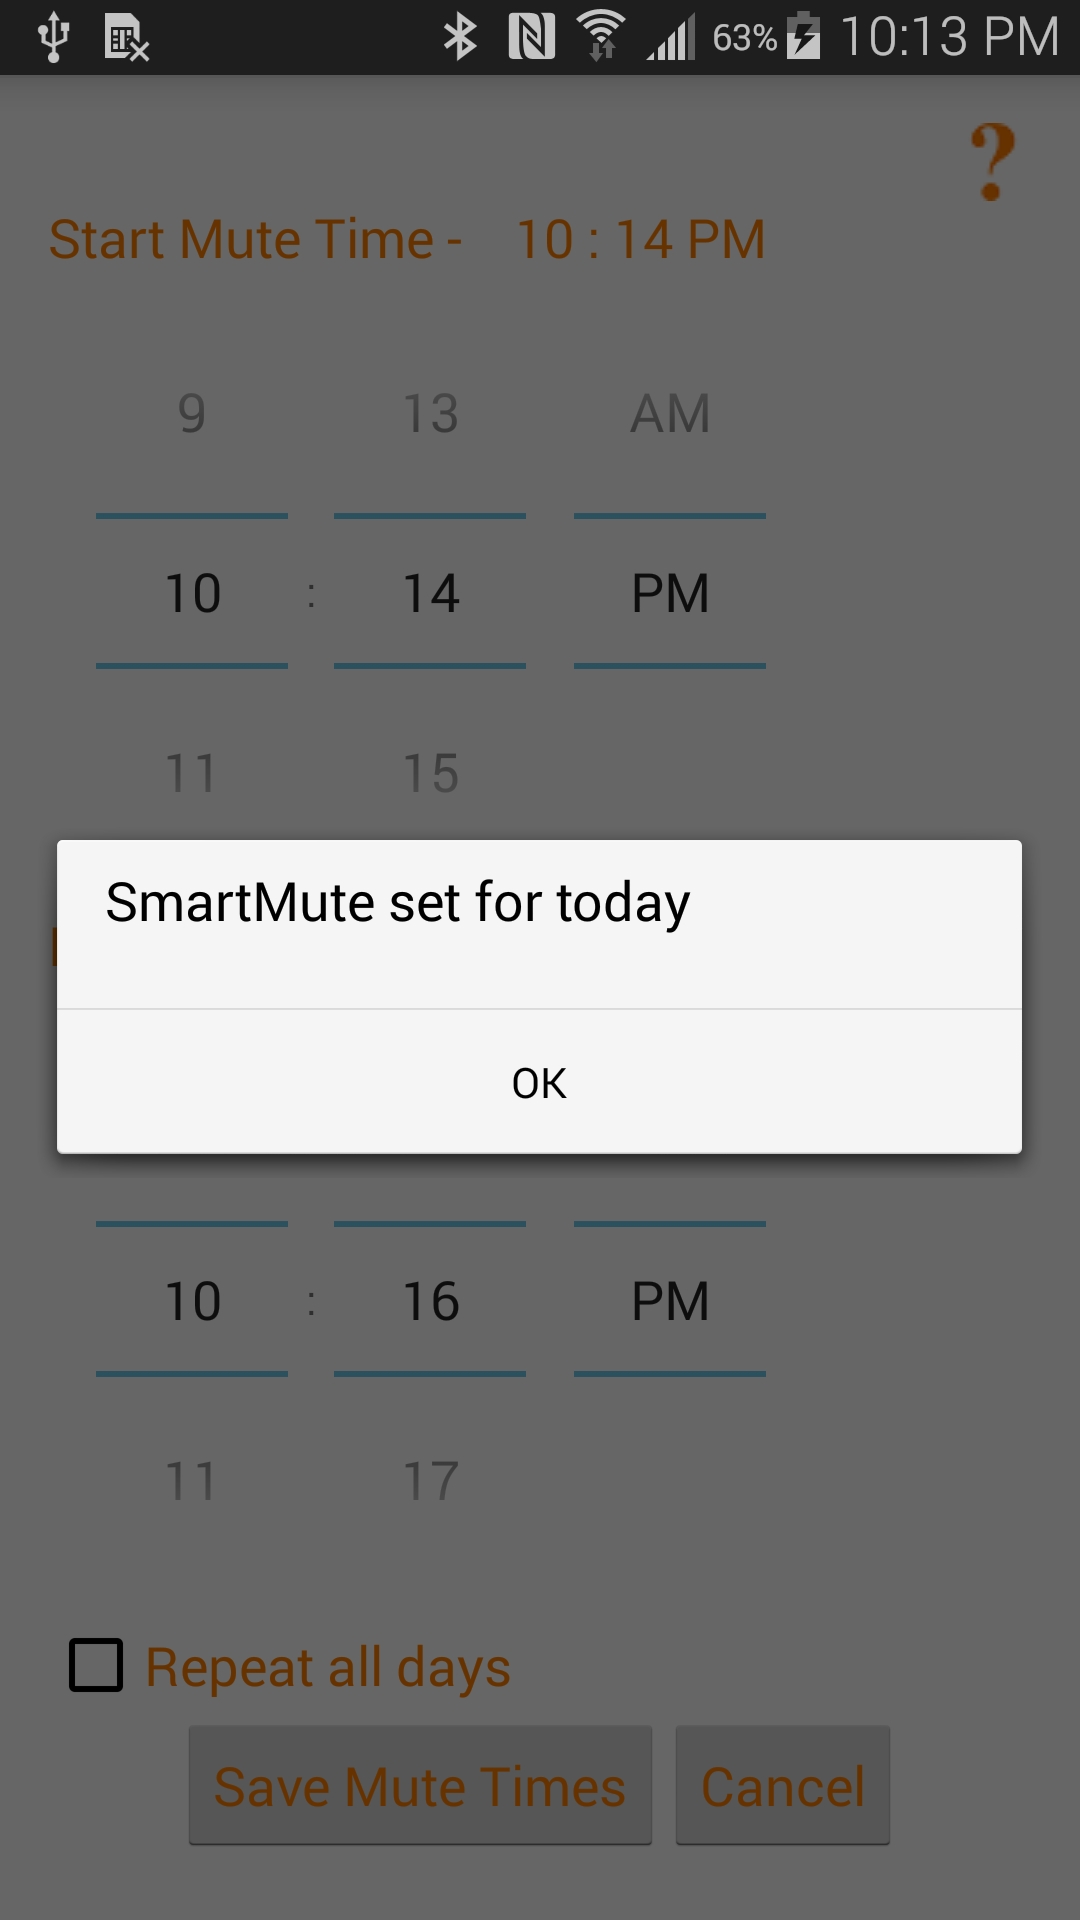 63% 10:13 PM
?
Start Mute Time - 10 : 14 PM
9 13 AM
10 : 14 PM
11 15
SmartMute set for today
OK
10 : 16 PM
11 17
Repeat all days
Save Mute Times Cancel